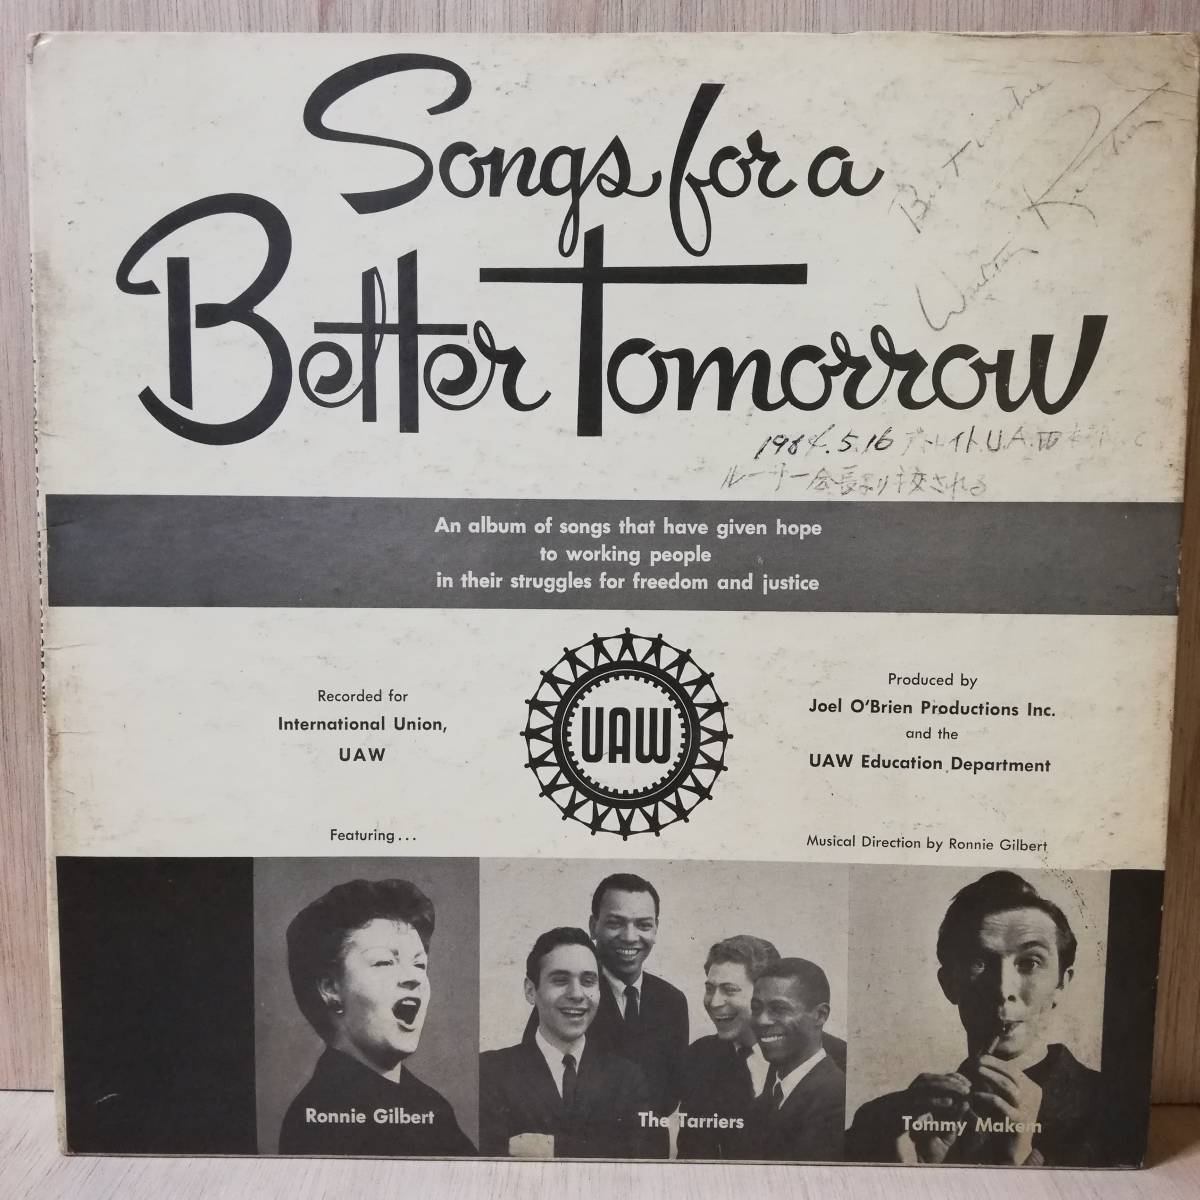 Songs for a
Better Tomorrow
Best wishes
Walter
1964.5.16 デトロイト U.A.W本部にて
ルーサー会長より
される
An album of songs that have given hope
to working people
in their struggles for freedom and justice
Recorded for
International Union,
UAW
UAW
Produced by
Joel O'Brien Productions Inc.
and the
UAW Education Department
Featuring...
Musical Direction by Ronnie Gilbert
Ronnie Gilbert
The Tarriers
Tommy Makem